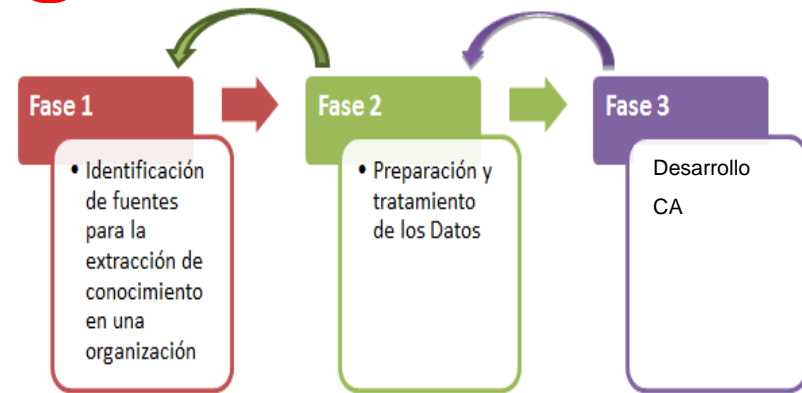 Fase 1
• Identificación
de fuentes
para la
extracción de
conocimiento
en una
organización
Fase 2
• Preparación y
tratamiento
de los Datos
Fase 3
Desarrollo
CA